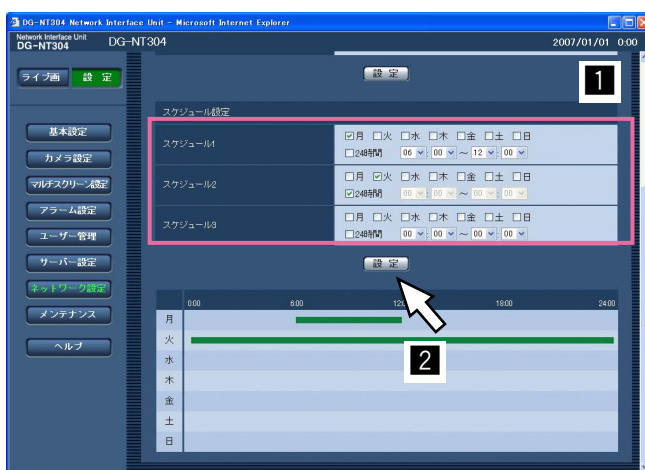 DG-NT304 Network Interface Unit - Microsoft Internet Explorer
Network Interface Unit
DG-NT304
DG-NT304
2007/01/01 0:00
ライブ画 設 定
設 定
1
スケジュール設定
基本設定
カメラ設定
マルチスクリーン設定
アラーム設定
ユーザー管理
サーバー設定
ネットワーク設定
メンテナンス
ヘルプ
スケジュール1
月 火 水 木 金 土 日
24時間 06 : 00 ～ 12 : 00
スケジュール2
月 火 水 木 金 土 日
24時間 00 : 00 ～ 00 : 00
スケジュール3
月 火 水 木 金 土 日
24時間 00 : 00 ～ 00 : 00
設 定
0:00 6:00 12:00 18:00 24:00
月
2
火
水
木
金
土
日